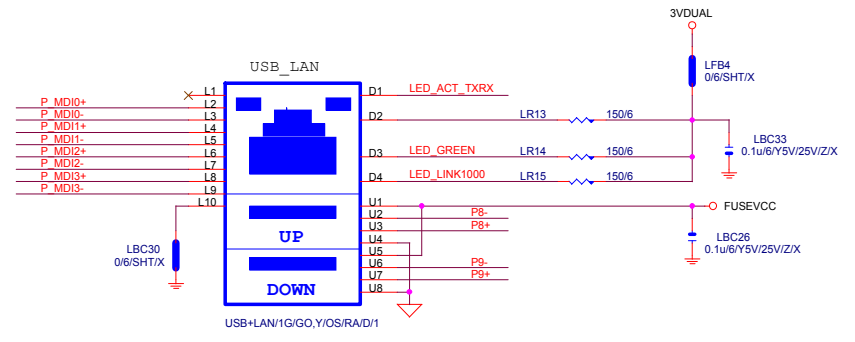 3VDUAL
USB_LAN
LFB4
0/6/SHT/X
L1
D1
LED_ACT_TXRX
P_MDI0+
L2
P_MDI0-
L3
D2
LR13
150/6
P_MDI1+
L4
P_MDI1-
L5
LBC33
0.1u/6/Y5V/25V/Z/X
P_MDI2+
L6
D3
LED_GREEN
LR14
150/6
P_MDI2-
L7
P_MDI3+
L8
D4
LED_LINK1000
LR15
150/6
P_MDI3-
L9
L10
U1
FUSEVCC
U2
P8-
U3
P8+
UP
U4
LBC30
0/6/SHT/X
U5
LBC26
0.1u/6/Y5V/25V/Z/X
U6
P9-
U7
P9+
DOWN
U8
USB+LAN/1G/GO,Y/OS/RA/D/1